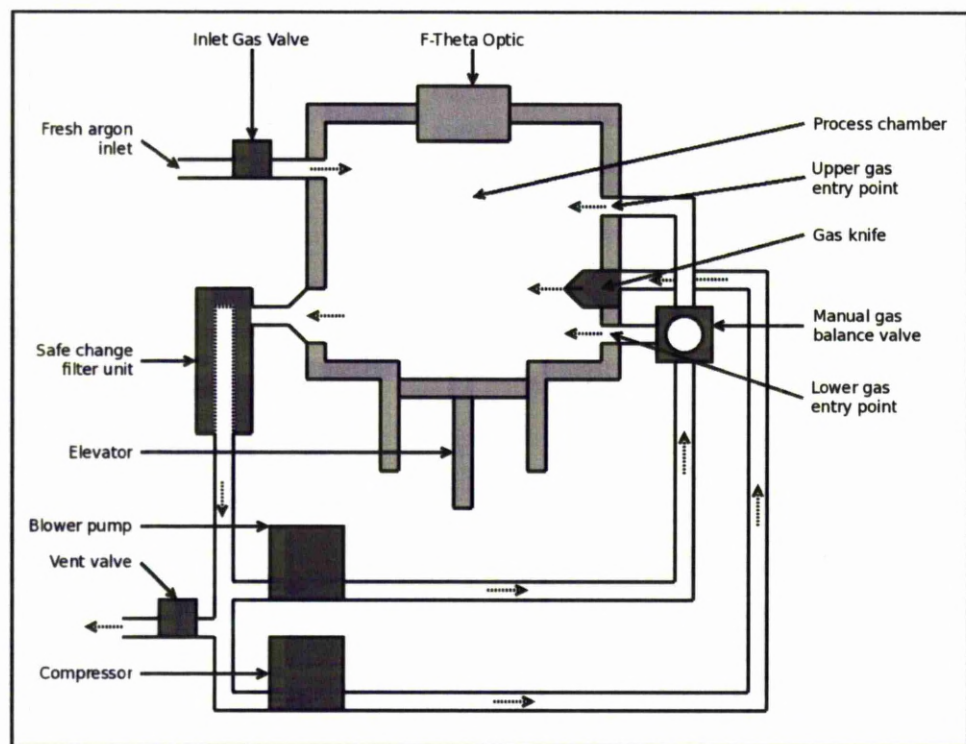 Inlet Gas Valve
F-Theta Optic
Fresh argon
inlet
Process chamber
Upper gas
entry point
Gas knife
Manual gas
balance valve
Safe change
filter unit
Lower gas
entry point
Elevator
Blower pump
Vent valve
Compressor